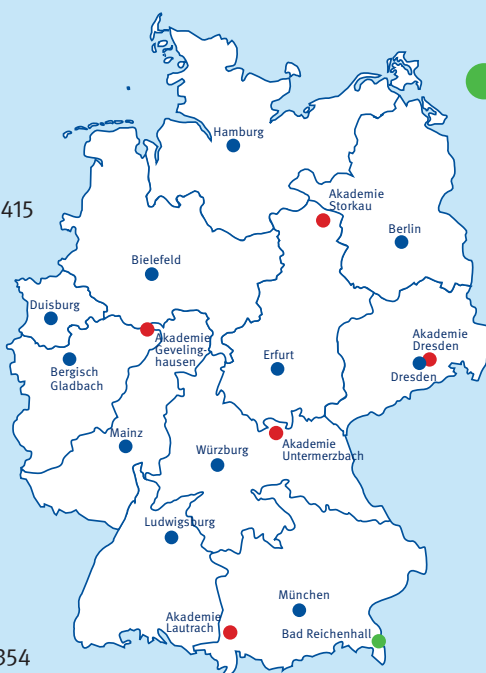 Hamburg
Akademie
Storkau
415
Berlin
Bielefeld
Duisburg
Akademie
Geveling-
hausen
Erfurt
Akademie
Dresden
Dresden
Bergisch
Gladbach
Mainz
Würzburg
Akademie
Untermerzbach
Ludwigsburg
München
Akademie
Lautrach
Bad Reichenhall
354